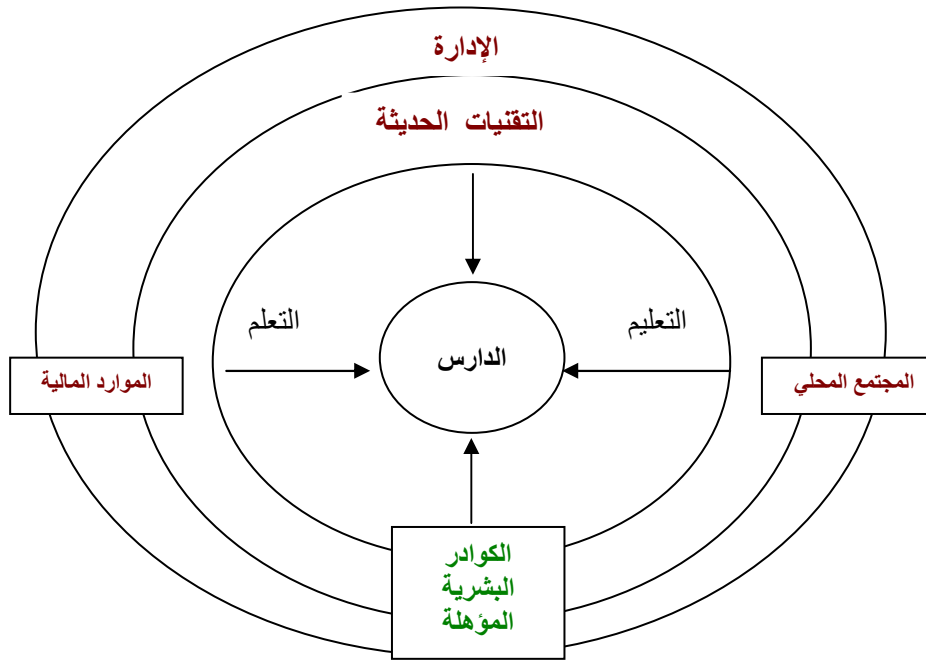 الإدارة
التقنيات الحديثة
التعليم
التعلم
الدارس
المجتمع المحلي
الموارد المالية
الكوادر
البشرية
المؤهلة